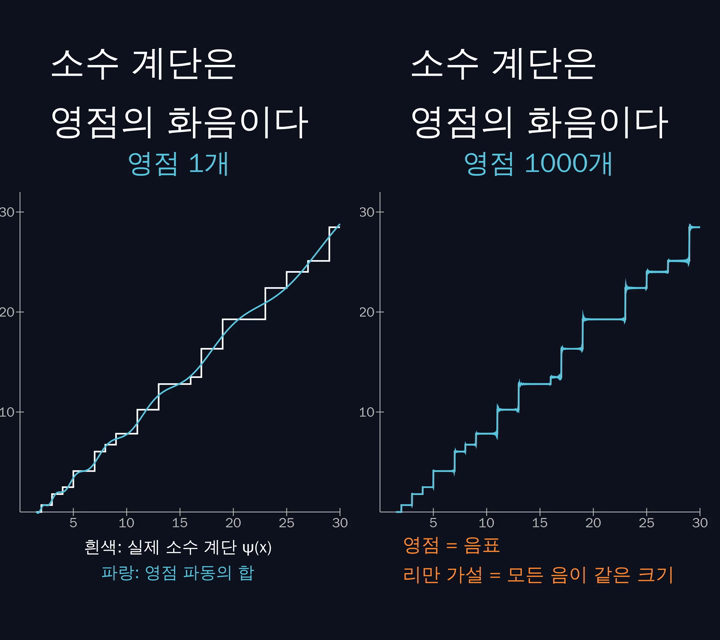 소수 계단은
영점의 화음이다
영점 1개
30
20
10
5 10 15 20 25 30
흰색: 실제 소수 계단 ψ(x)
파랑: 영점 파동의 합
소수 계단은
영점의 화음이다
영점 1000개
30
20
10
5 10 15 20 25 30
영점 = 음표
리만 가설 = 모든 음이 같은 크기